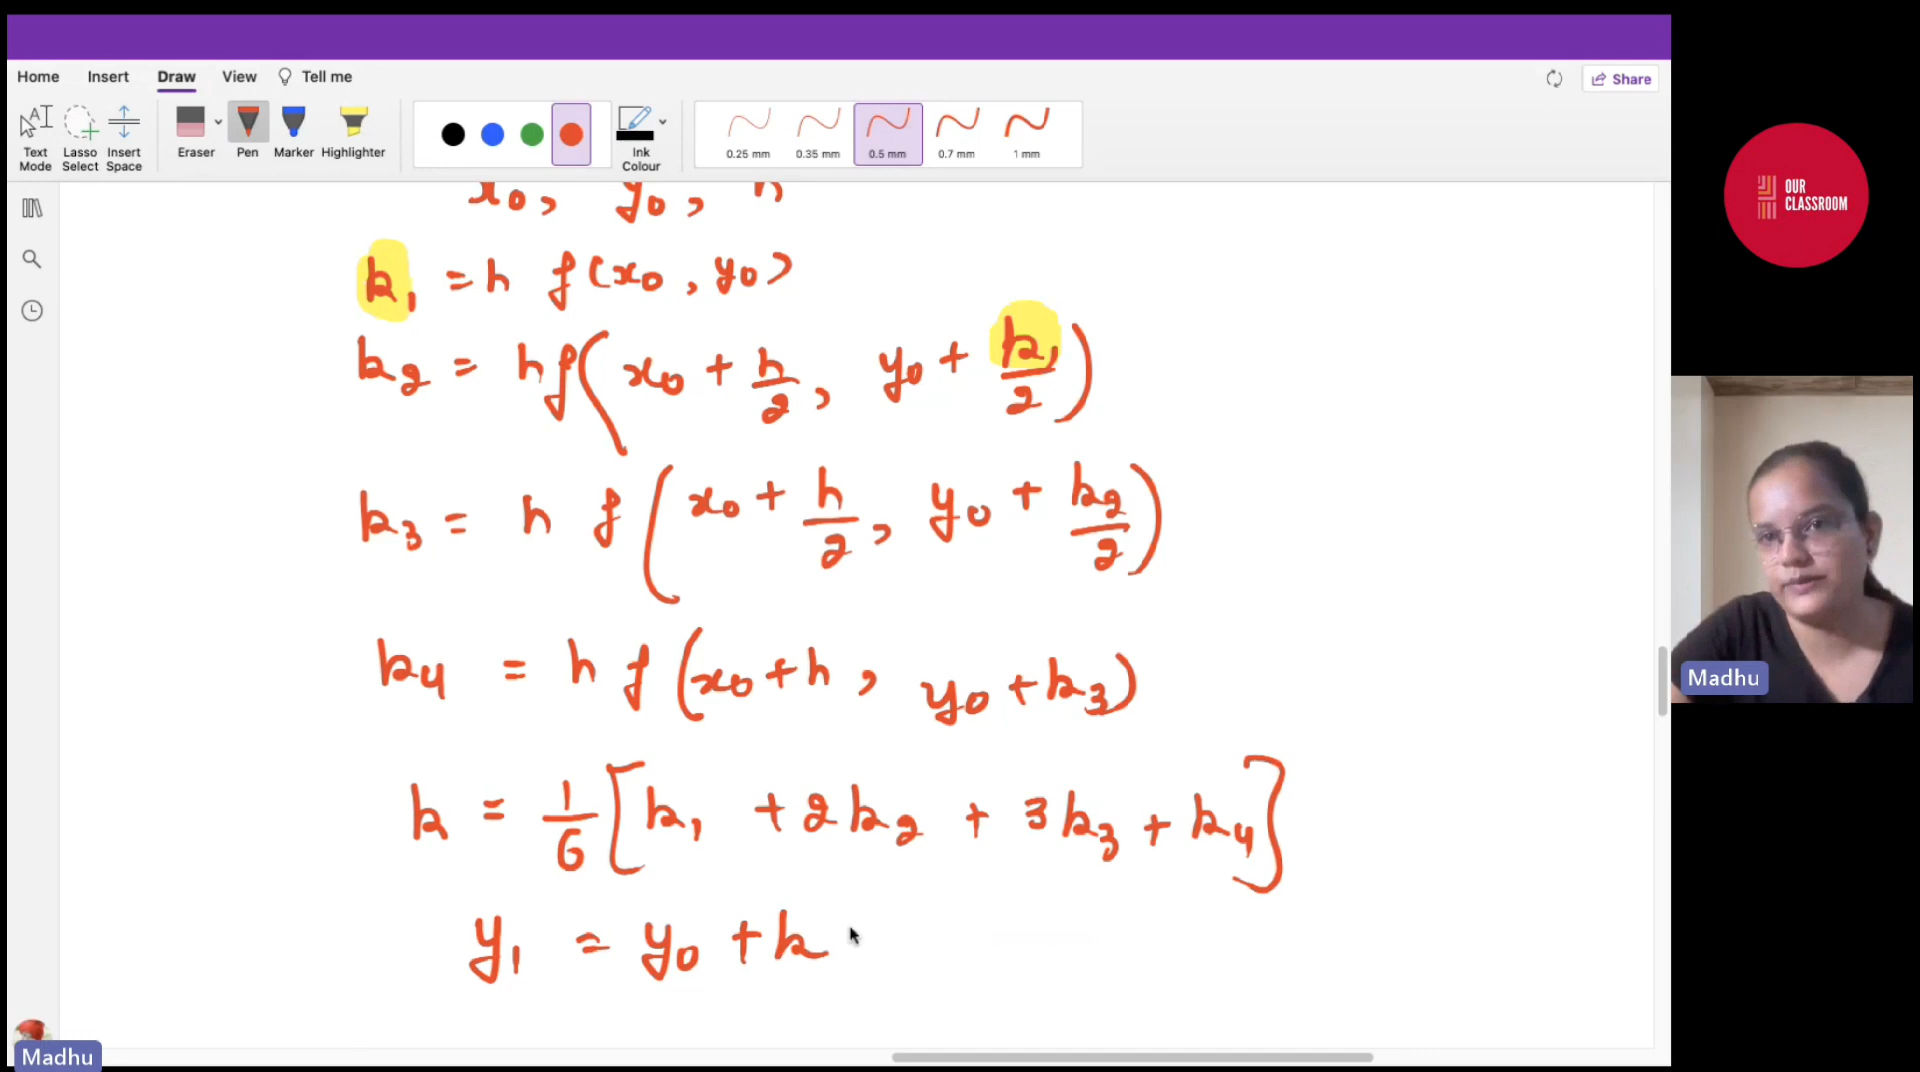 Home Insert Draw View Tell me Share
Text Mode Lasso Select Insert Space Eraser Pen Marker Highlighter Ink Colour 0.25 mm 0.35 mm 0.5 mm 0.7 mm 1 mm
OUR CLASSROOM
x₀, y₀, h
k₁ = h f(x₀, y₀)
k₂ = h f(x₀ + h/2, y₀ + k₁/2)
k₃ = h f(x₀ + h/2, y₀ + k₂/2)
k₄ = h f(x₀ + h, y₀ + k₃)
k = 1/6 [k₁ + 2k₂ + 3k₃ + k₄]
y₁ = y₀ + k
Madhu
Madhu